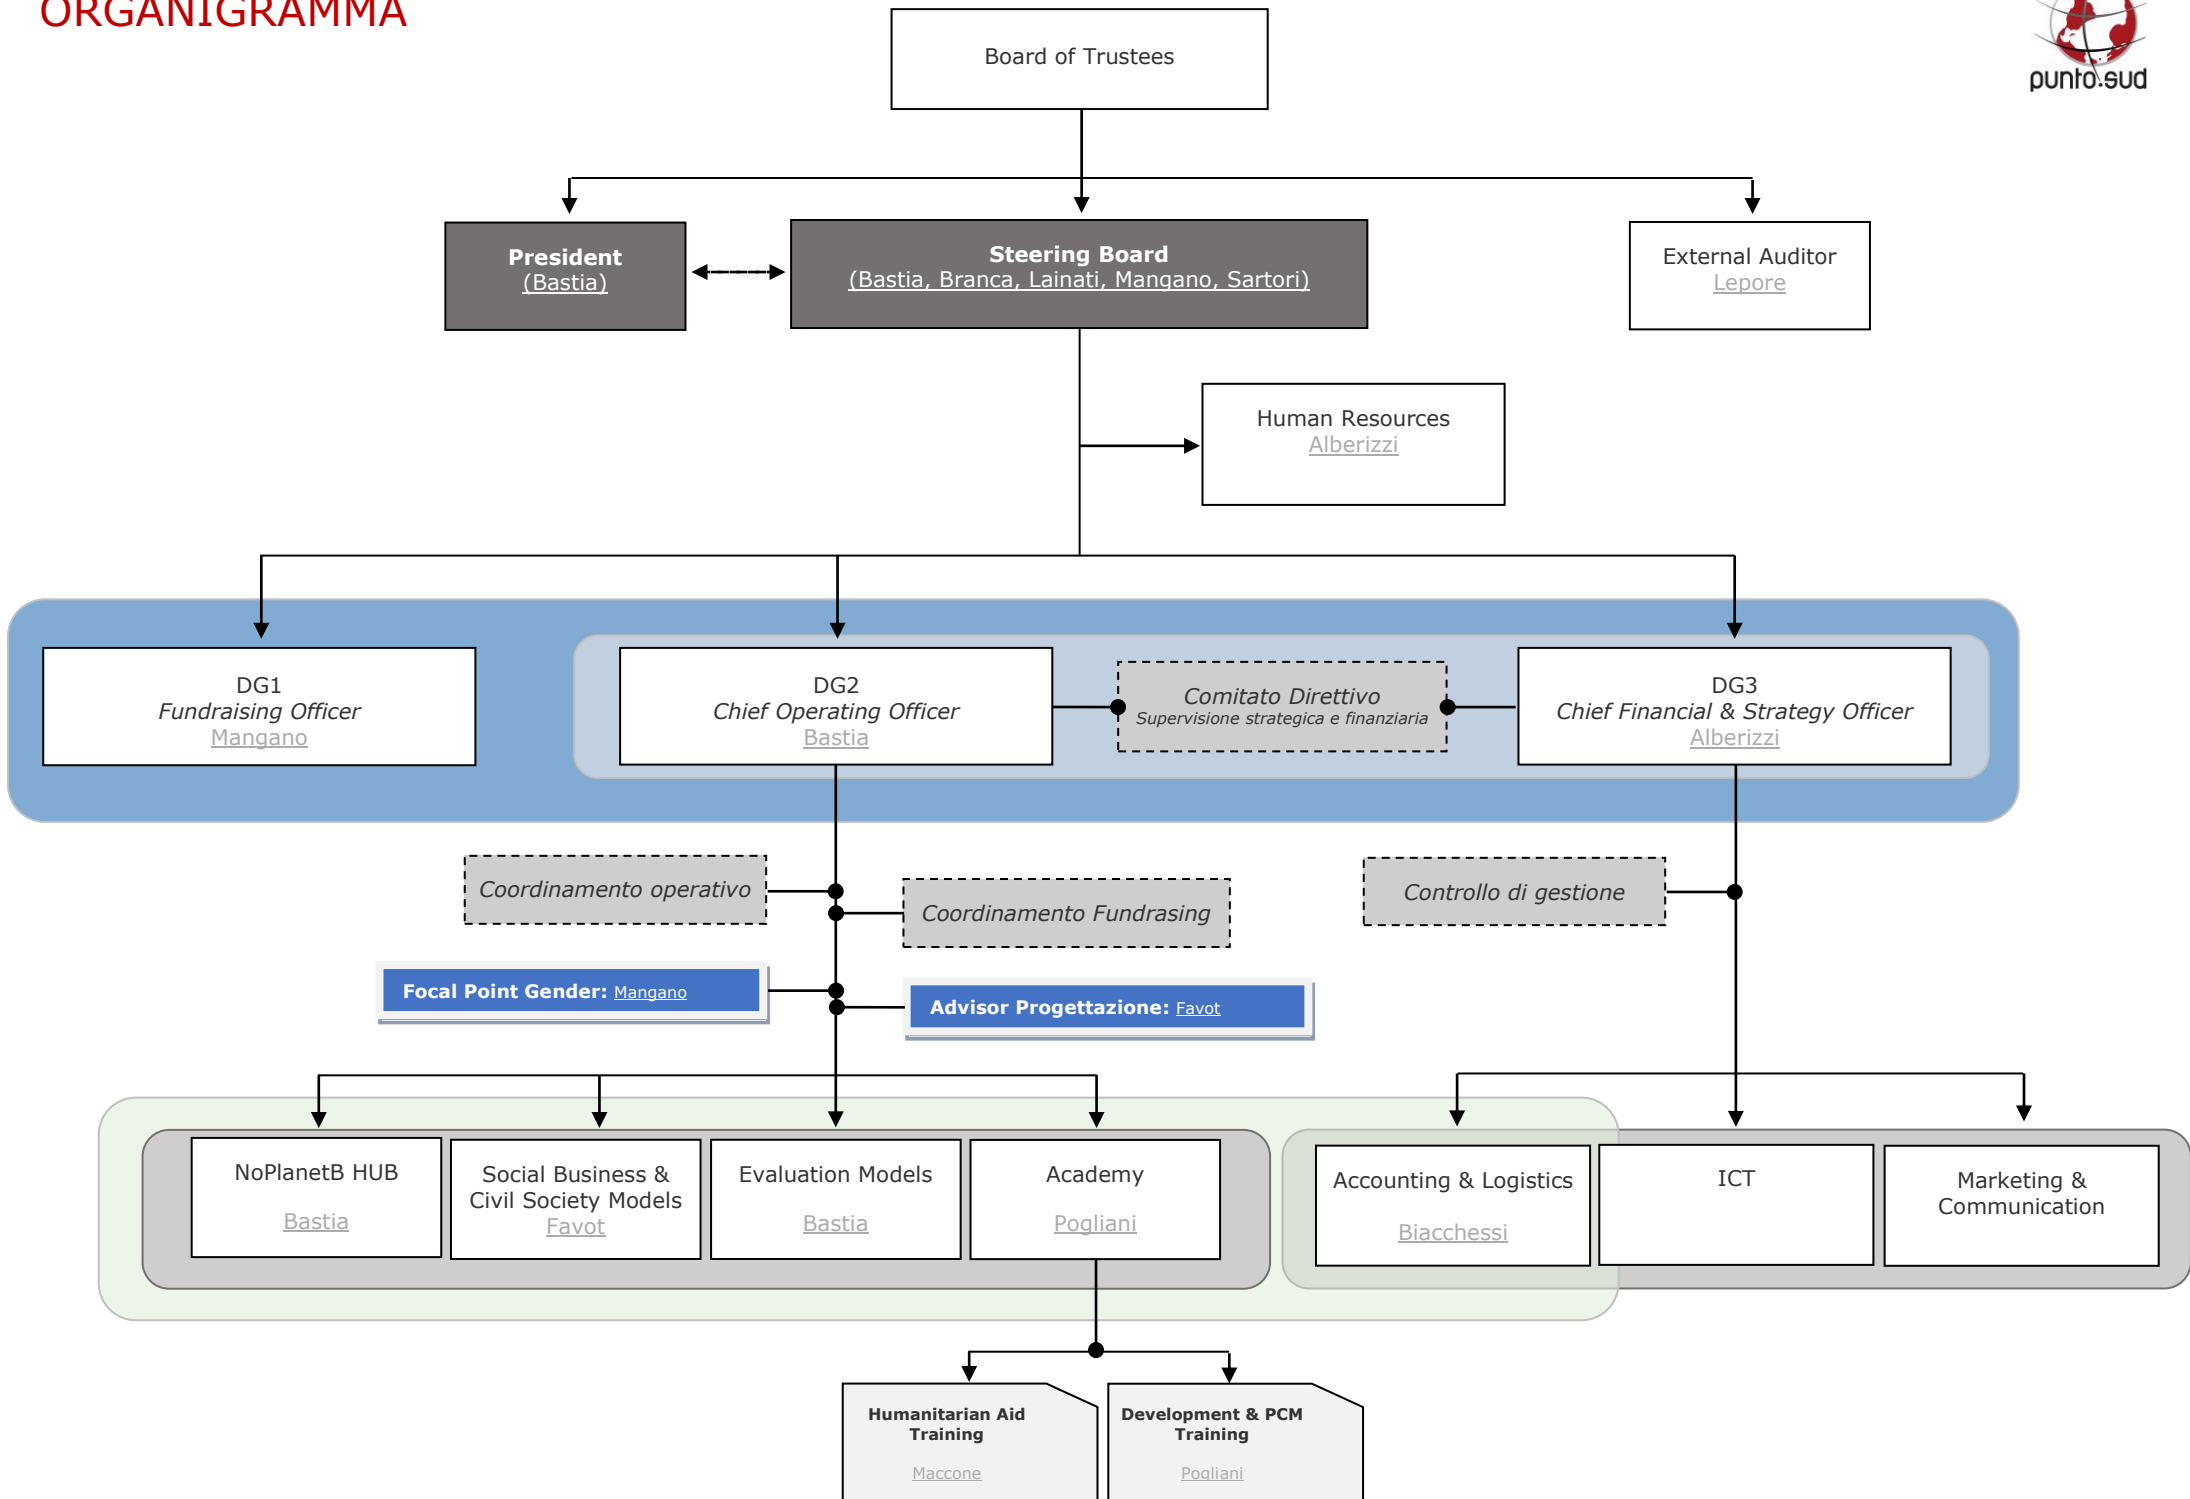 ORGANIGRAMMA
punto.sud
Board of Trustees
President
(Bastia)
Steering Board
(Bastia, Branca, Lainati, Mangano, Sartori)
External Auditor
Lepore
Human Resources
Alberizzi
DG1
Fundraising Officer
Mangano
DG2
Chief Operating Officer
Bastia
Comitato Direttivo
Supervisione strategica e finanziaria
DG3
Chief Financial & Strategy Officer
Alberizzi
Coordinamento operativo
Coordinamento Fundrasing
Controllo di gestione
Focal Point Gender: Mangano
Advisor Progettazione: Favot
NoPlanetB HUB
Bastia
Social Business &
Civil Society Models
Favot
Evaluation Models
Bastia
Academy
Pogliani
Accounting & Logistics
Biacchessi
ICT
Marketing &
Communication
Humanitarian Aid
Training
Maccone
Development & PCM
Training
Pogliani